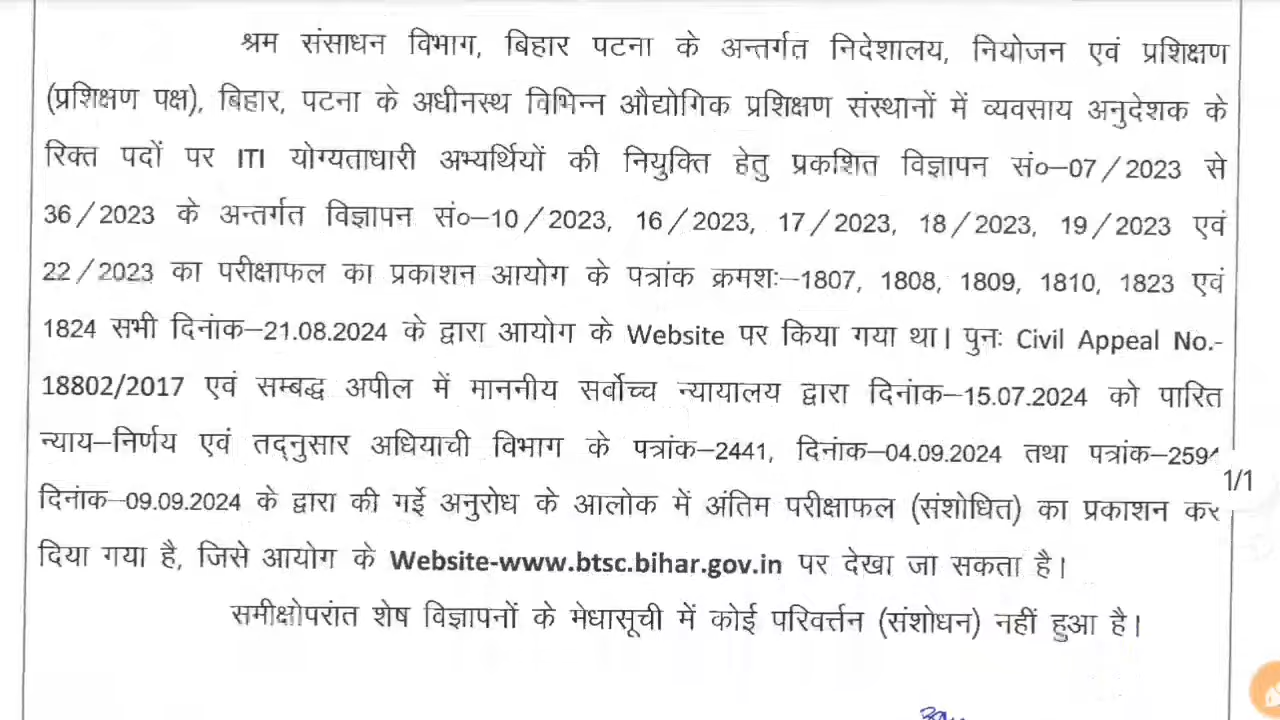 श्रम संसाधन विभाग, बिहार पटना के अन्तर्गत निदेशालय, नियोजन एवं प्रशिक्षण
(प्रशिक्षण पक्ष), बिहार, पटना के अधीनस्थ विभिन्न औद्योगिक प्रशिक्षण संस्थानों में व्यवसाय अनुदेशक के
रिक्त पदों पर ITI योग्यताधारी अभ्यर्थियों की नियुक्ति हेतु प्रकशित विज्ञापन सं०–07/2023 से
36/2023 के अन्तर्गत विज्ञापन सं०–10/2023, 16/2023, 17/2023, 18/2023, 19/2023 एवं
22/2023 का परीक्षाफल का प्रकाशन आयोग के पत्रांक क्रमशः–1807, 1808, 1809, 1810, 1823 एवं
1824 सभी दिनांक–21.08.2024 के द्वारा आयोग के Website पर किया गया था। पुनः Civil Appeal No.-
18802/2017 एवं सम्बद्ध अपील में माननीय सर्वोच्च न्यायालय द्वारा दिनांक–15.07.2024 को पारित
न्याय–निर्णय एवं तद्नुसार अधियाची विभाग के पत्रांक–2441, दिनांक–04.09.2024 तथा पत्रांक–259
दिनांक–09.09.2024 के द्वारा की गई अनुरोध के आलोक में अंतिम परीक्षाफल (संशोधित) का प्रकाशन कर
दिया गया है, जिसे आयोग के Website-www.btsc.bihar.gov.in पर देखा जा सकता है।
समीक्षोपरांत शेष विज्ञापनों के मेधासूची में कोई परिवर्त्तन (संशोधन) नहीं हुआ है।
1/1